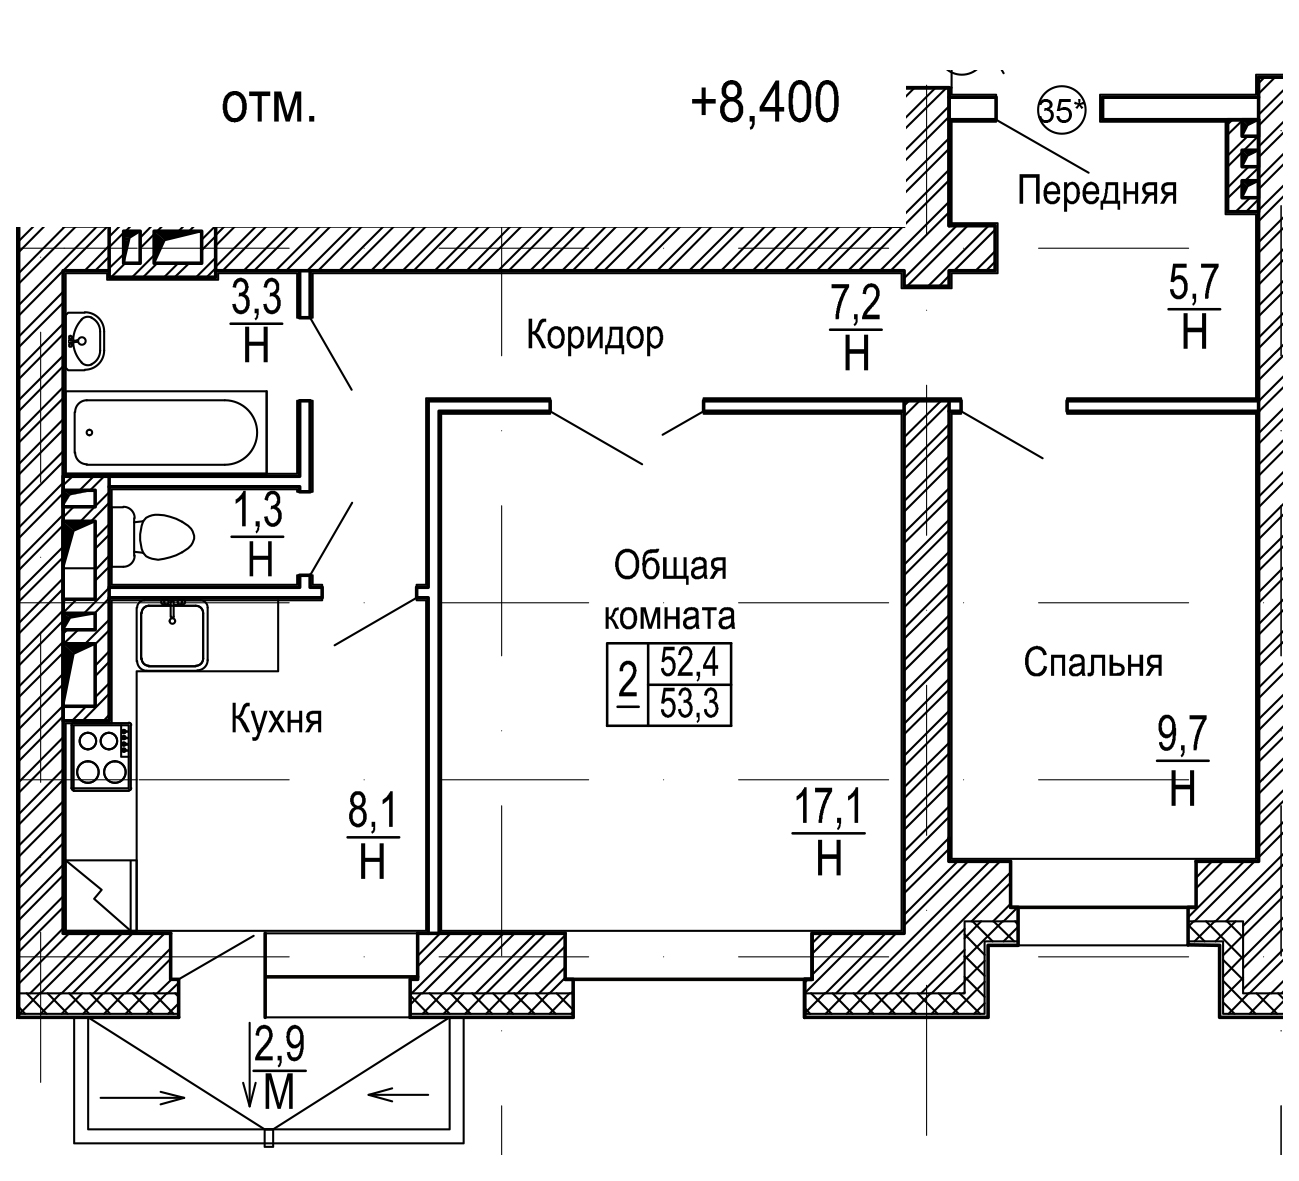 отм. +8,400
35*
Передняя
5,7
Н
3,3
Н
Коридор
7,2
Н
1,3
Н
Общая
комната
2 52,4
53,3
17,1
Н
Спальня
9,7
Н
Кухня
8,1
Н
2,9
М